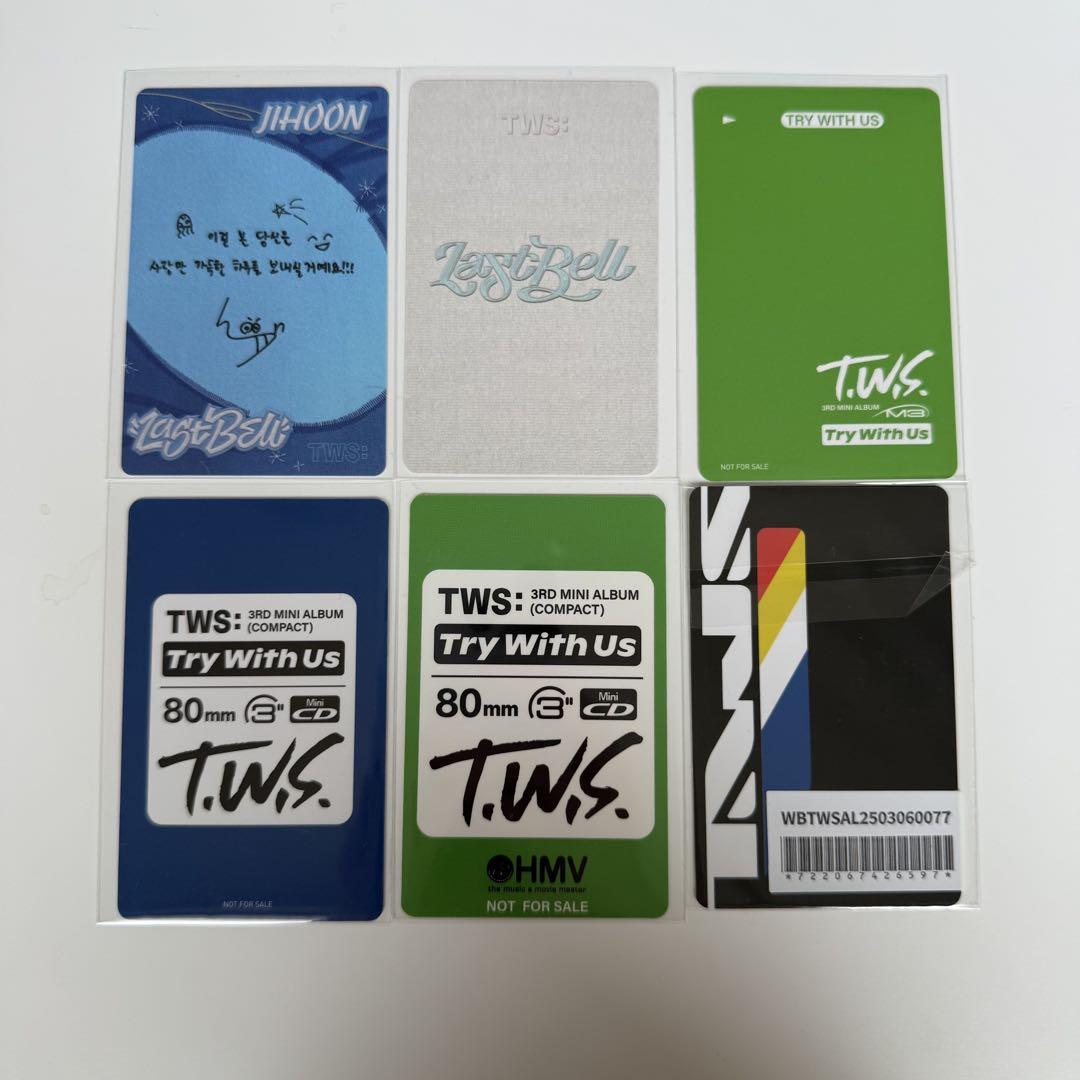 JIHOON
이걸 본 당신은
사랑만 가득한 하루를 보내실거예요!!!
hoon
Last Bell
TWS:
TWS:
Last Bell
TRY WITH US
T.W.S.
3RD MINI ALBUM M3
Try With Us
NOT FOR SALE
TWS: 3RD MINI ALBUM
(COMPACT)
Try With Us
80mm 3" Mini CD
T.W.S.
NOT FOR SALE
TWS: 3RD MINI ALBUM
(COMPACT)
Try With Us
80mm 3" Mini CD
T.W.S.
HMV
the music & movie master
NOT FOR SALE
TWS
WBTWSAL2503060077
*722067426597*